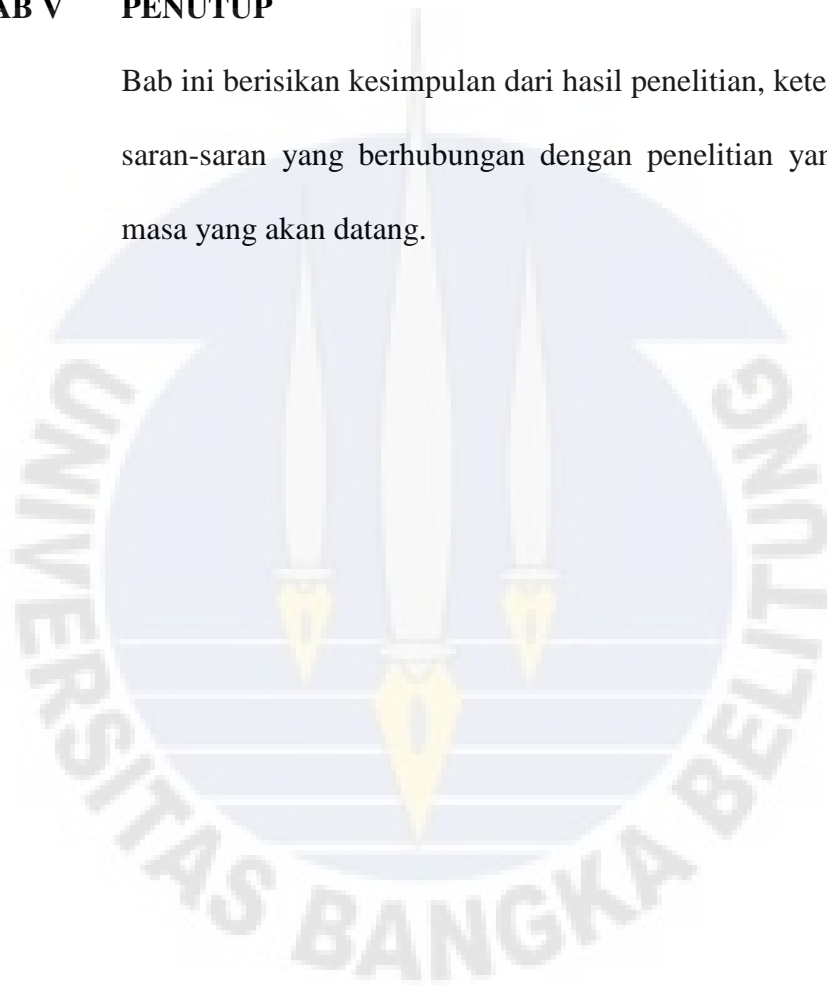 AB V PENUTUP
Bab ini berisikan kesimpulan dari hasil penelitian, kete
saran-saran yang berhubungan dengan penelitian yan
masa yang akan datang.
UNIVERSITAS BANGKA BELITUNG